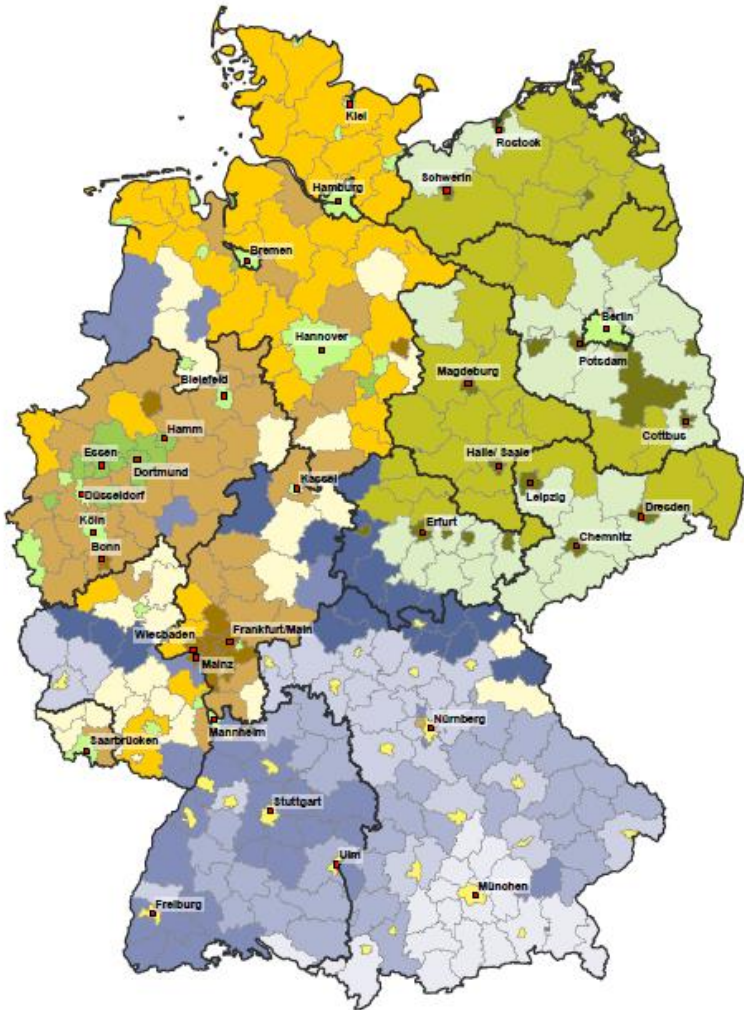 Kiel
Rostock
Schwerin
Hamburg
Bremen
Berlin
Hannover
Potsdam
Bielefeld
Magdeburg
Hamm
Cottbus
Essen
Dortmund
Halle/ Saale
Kassel
Leipzig
Düsseldorf
Dresden
Köln
Erfurt
Chemnitz
Bonn
Wiesbaden
Frankfurt/Main
Mainz
Mannheim
Nürnberg
Saarbrücken
Stuttgart
Ulm
München
Freiburg